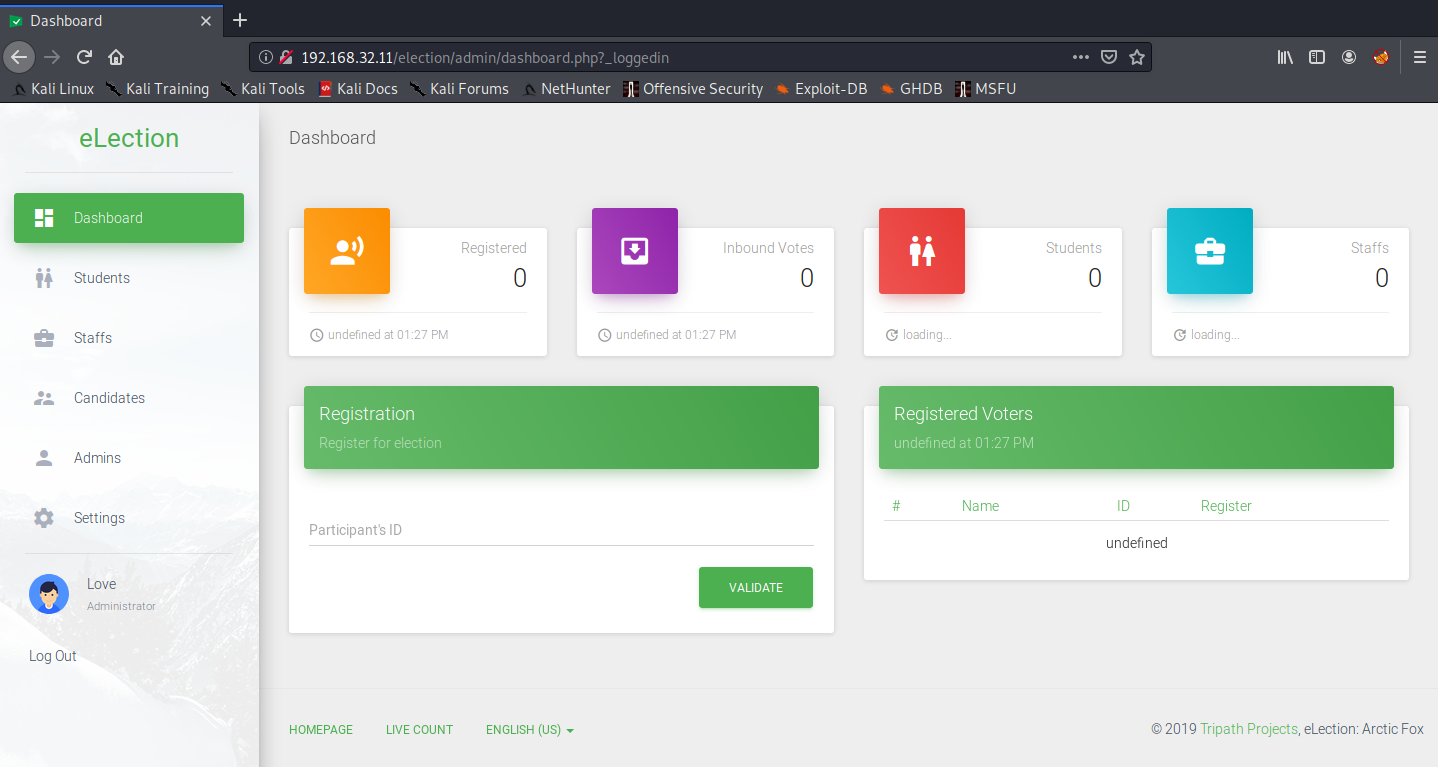 Dashboard
192.168.32.11/election/admin/dashboard.php?_loggedin
Kali Linux Kali Training Kali Tools Kali Docs Kali Forums NetHunter Offensive Security Exploit-DB GHDB MSFU
eLection
Dashboard
Students
Staffs
Candidates
Admins
Settings
Love
Administrator
Log Out
Dashboard
Registered
0
undefined at 01:27 PM
Inbound Votes
0
undefined at 01:27 PM
Students
0
loading...
Staffs
0
loading...
Registration
Register for election
Participant's ID
VALIDATE
Registered Voters
undefined at 01:27 PM
# Name ID Register
undefined
HOMEPAGE LIVE COUNT ENGLISH (US)
© 2019 Tripath Projects, eLection: Arctic Fox